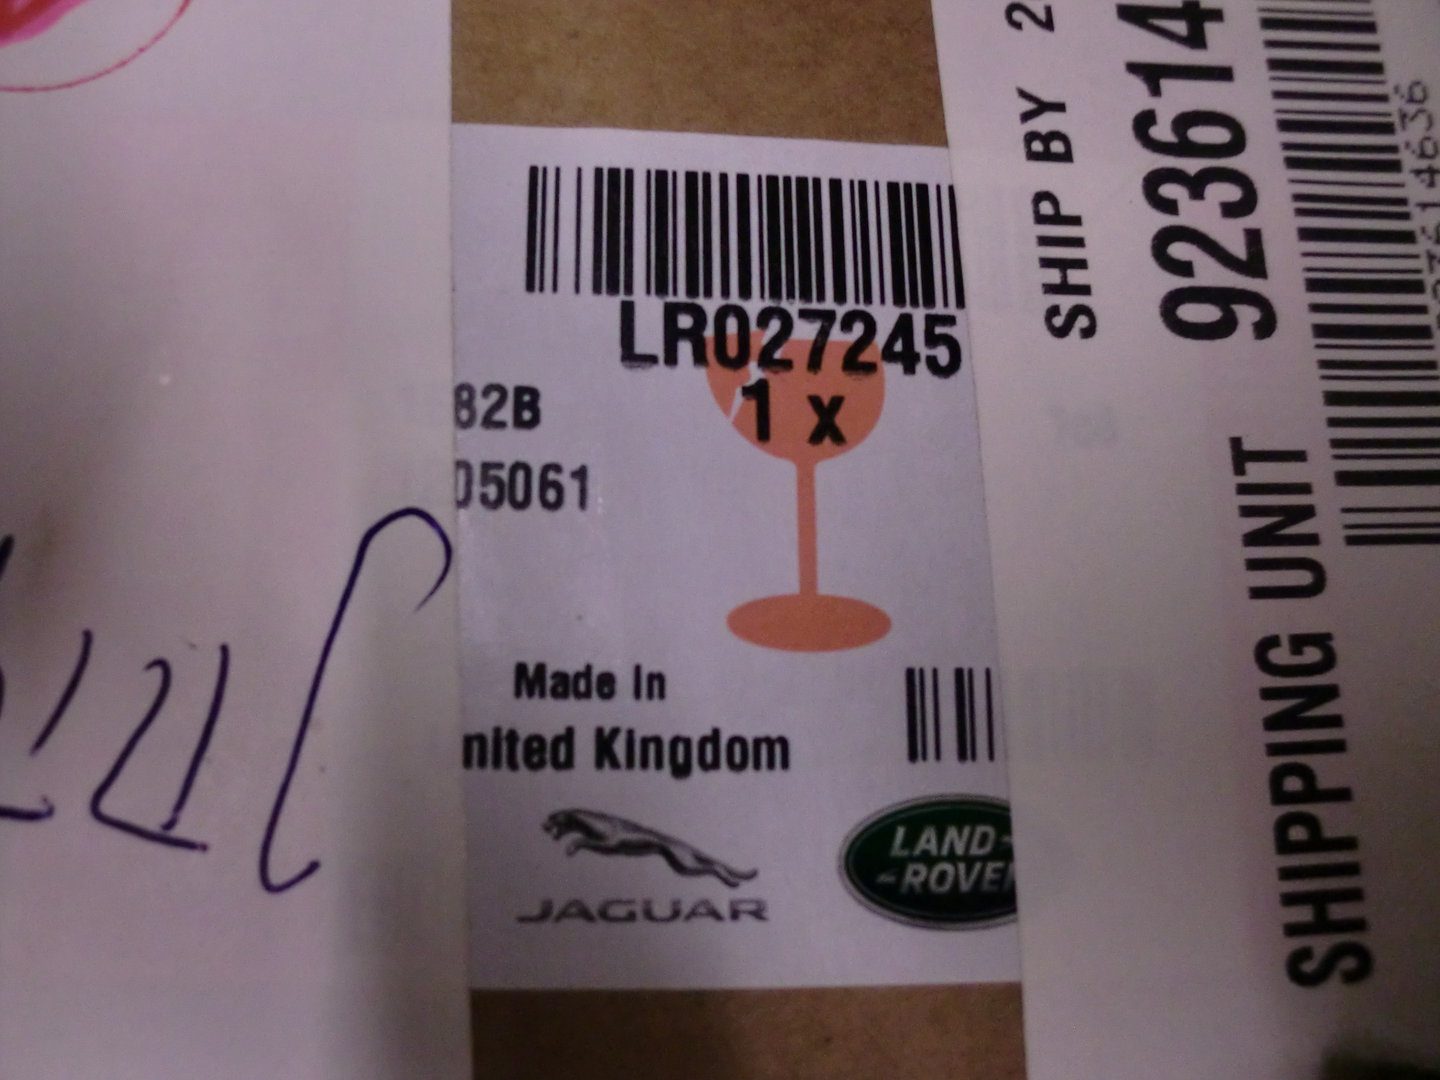 LR027245
1 x
82B
05061
Made In
nited Kingdom
JAGUAR
LAND-
-ROVER
SHIP BY 2
923614
SHIPPING UNIT